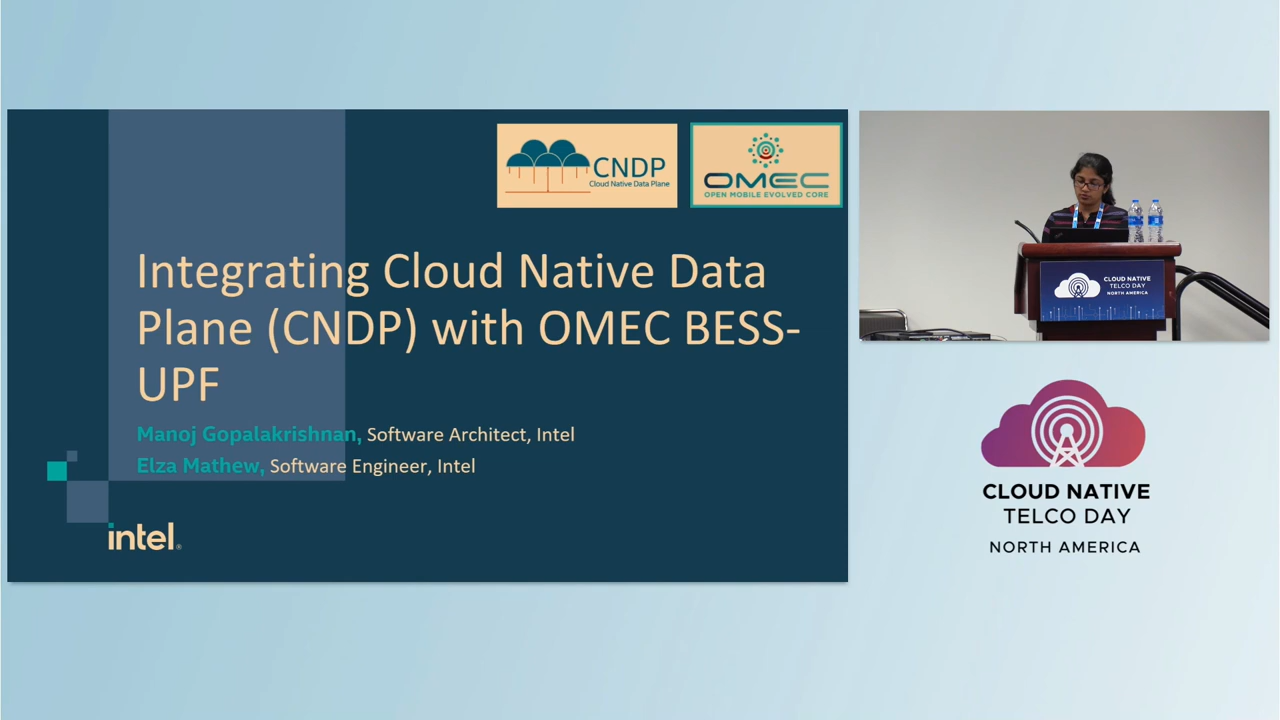 CNDP
Cloud Native Data Plane
OMEC
OPEN MOBILE EVOLVED CORE
Integrating Cloud Native Data
Plane (CNDP) with OMEC BESS-
UPF
Manoj Gopalakrishnan, Software Architect, Intel
Elza Mathew, Software Engineer, Intel
intel®
CLOUD NATIVE
TELCO DAY
NORTH AMERICA
CLOUD NATIVE
TELCO DAY
NORTH AMERICA